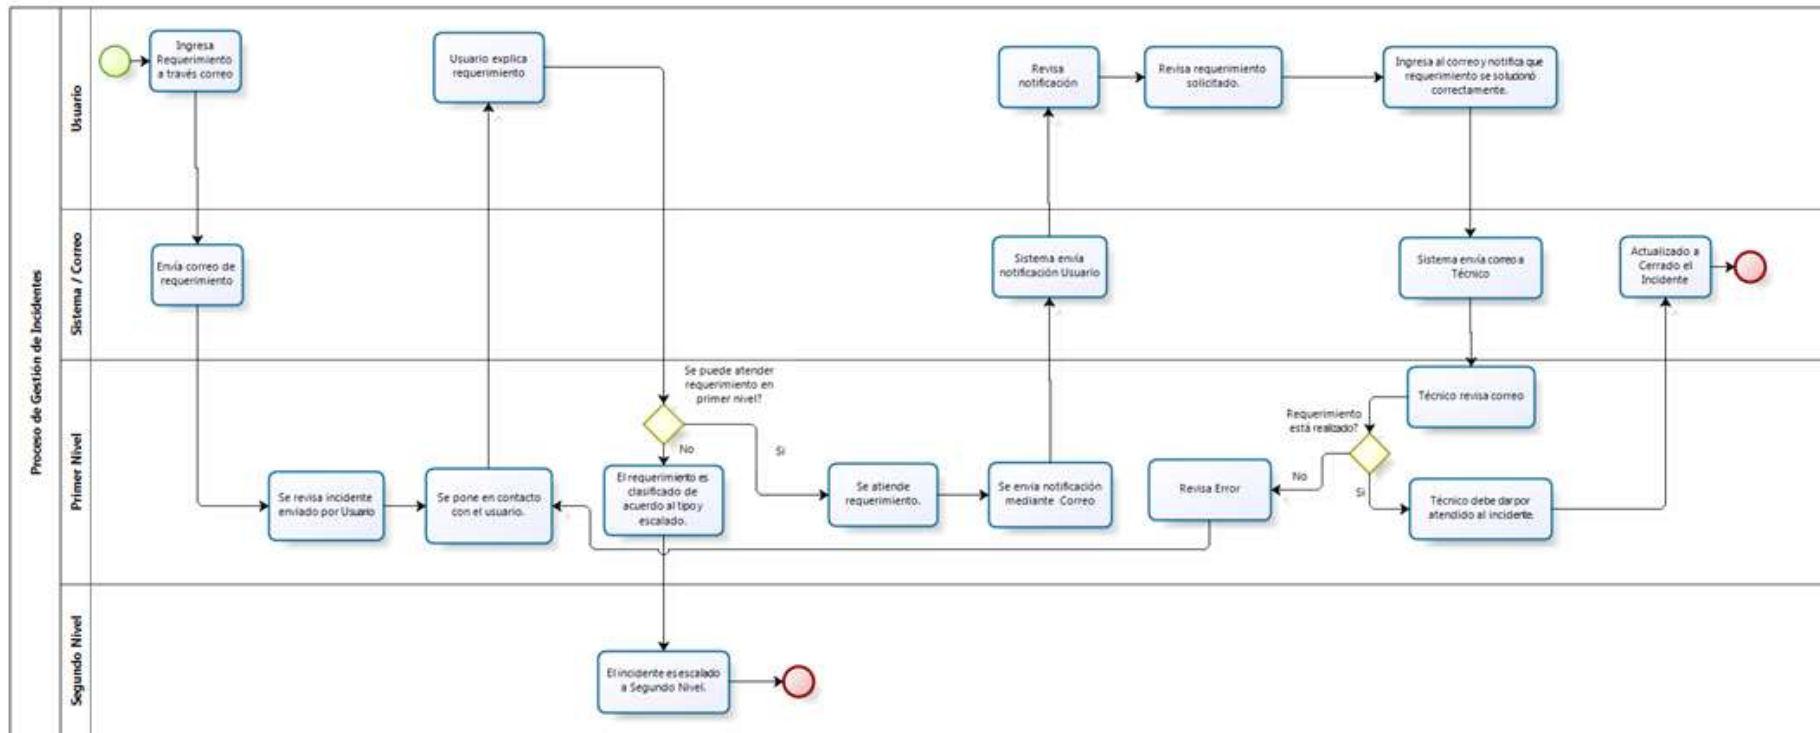 Proceso de Gestión de Incidentes
Usuario
Ingresa
Requerimiento
a través correo
Usuario explica
requerimiento
Revisa
notificación
Revisa requerimiento
solicitado.
Ingresa al correo y notifica que
requerimiento se solucionó
correctamente.
Sistema / Correo
Envía correo de
requerimiento
Sistema envía
notificación Usuario
Sistema envía correo a
Técnico
Actualizado a
Cerrado el
Incidente
Primer Nivel
Se revisa incidente
enviado por Usuario
Se pone en contacto
con el usuario.
Se puede atender
requerimiento en
primer nivel?
No
Si
El requerimiento es
clasificado de
acuerdo al tipo y
escalado.
Se atiende
requerimiento.
Se envía notificación
mediante Correo
Revisa Error
Técnico revisa correo
Requerimiento
está realizado?
No
Si
Técnico debe dar por
atendido al incidente.
Segundo Nivel
El incidente es escalado
a Segundo Nivel.